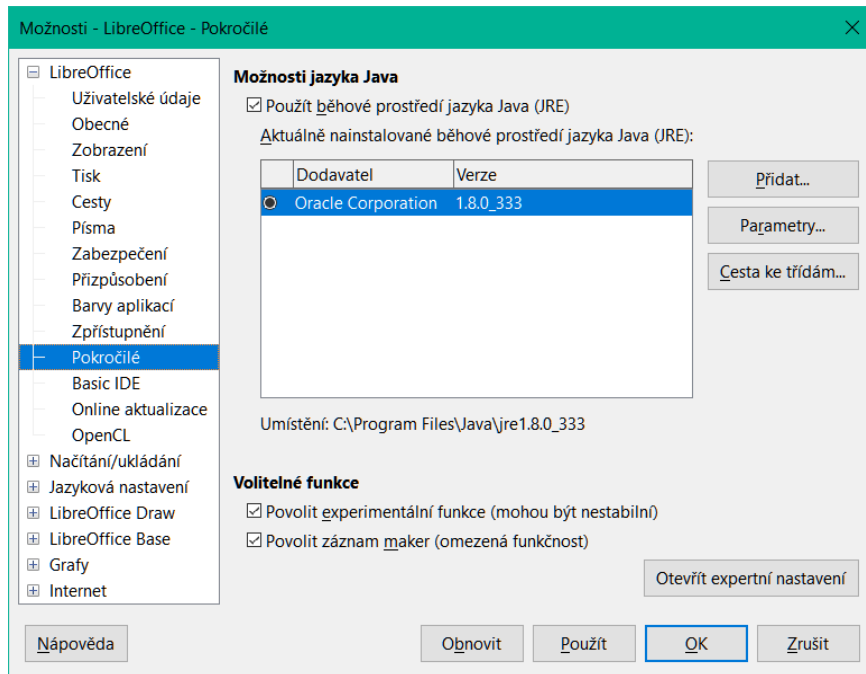 Možnosti - LibreOffice - Pokročilé
LibreOffice
Uživatelské údaje
Obecné
Zobrazení
Tisk
Cesty
Písma
Zabezpečení
Přizpůsobení
Barvy aplikací
Zpřístupnění
Pokročilé
Basic IDE
Online aktualizace
OpenCL
Načítání/ukládání
Jazyková nastavení
LibreOffice Draw
LibreOffice Base
Grafy
Internet
Možnosti jazyka Java
Použít běhové prostředí jazyka Java (JRE)
Aktuálně nainstalované běhové prostředí jazyka Java (JRE):
Dodavatel Verze
Oracle Corporation 1.8.0_333
Přidat...
Parametry...
Cesta ke třídám...
Umístění: C:\Program Files\Java\jre1.8.0_333
Volitelné funkce
Povolit experimentální funkce (mohou být nestabilní)
Povolit záznam maker (omezená funkčnost)
Otevřít expertní nastavení
Nápověda Obnovit Použít OK Zrušit